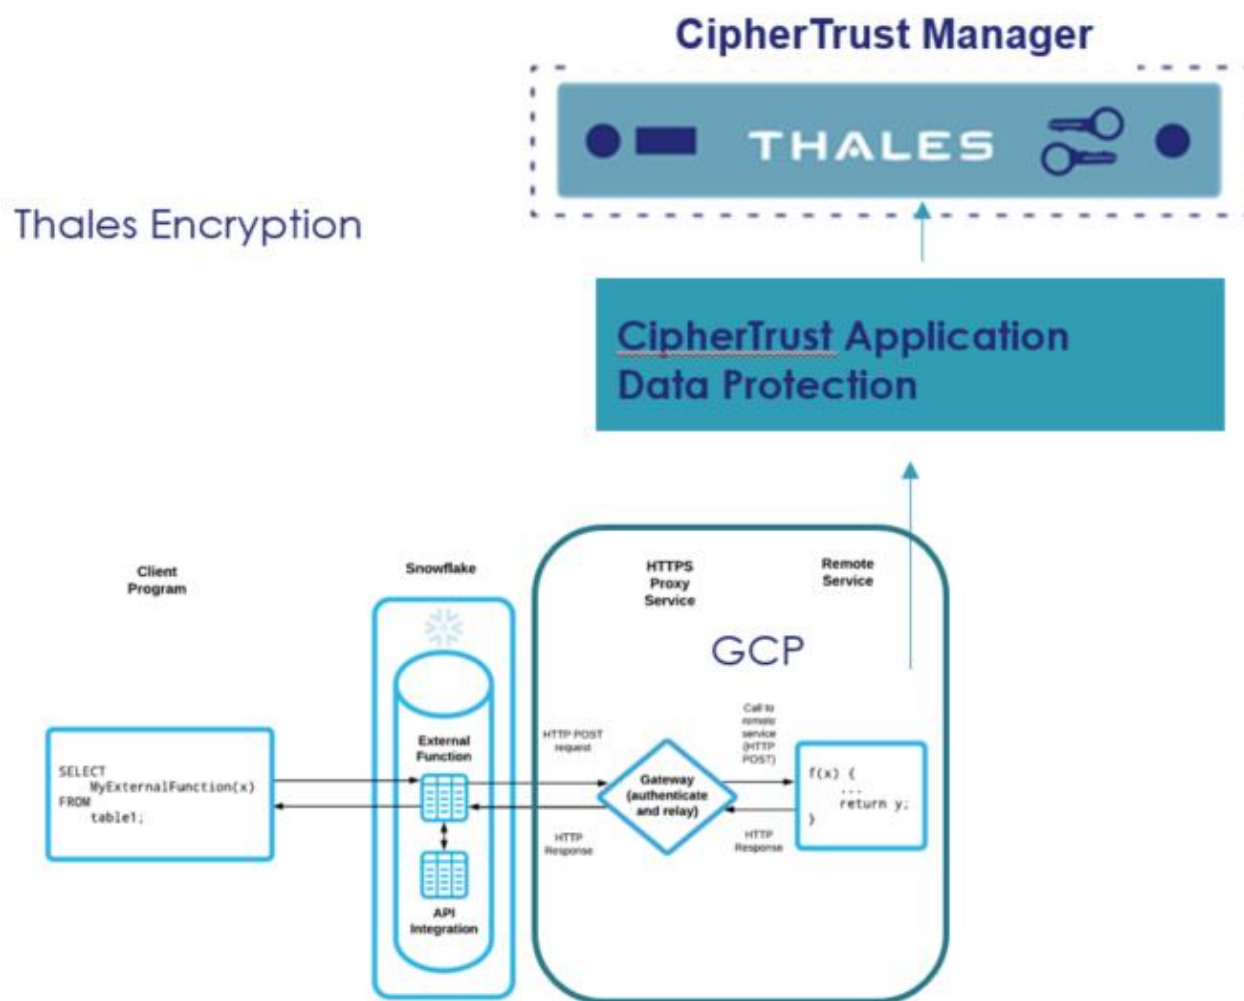 CipherTrust Manager
THALES
Thales Encryption
CipherTrust Application
Data Protection
Client
Program
Snowflake
HTTPS
Proxy
Service
Remote
Service
GCP
SELECT
MyExternalFunction(x)
FROM
table1;
External
Function
API
Integration
HTTP POST
request
HTTP
Response
Gateway
(authenticate
and relay)
Call to
remote
service
(HTTP
POST)
HTTP
Response
f(x) {
...
return y;
}